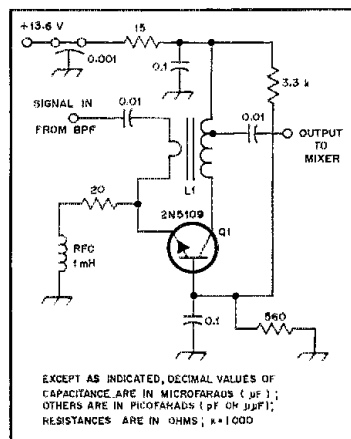 +13.6 V
15
0.001
0.1
3.3 k
SIGNAL IN
FROM BPF
0.01
0.01
OUTPUT
TO
MIXER
L1
20
2N5109
Q1
RFC
1 mH
0.1
560
EXCEPT AS INDICATED, DECIMAL VALUES OF
CAPACITANCE ARE IN MICROFARADS (µF);
OTHERS ARE IN PICOFARADS (pF OR µµF);
RESISTANCES ARE IN OHMS; k=1000